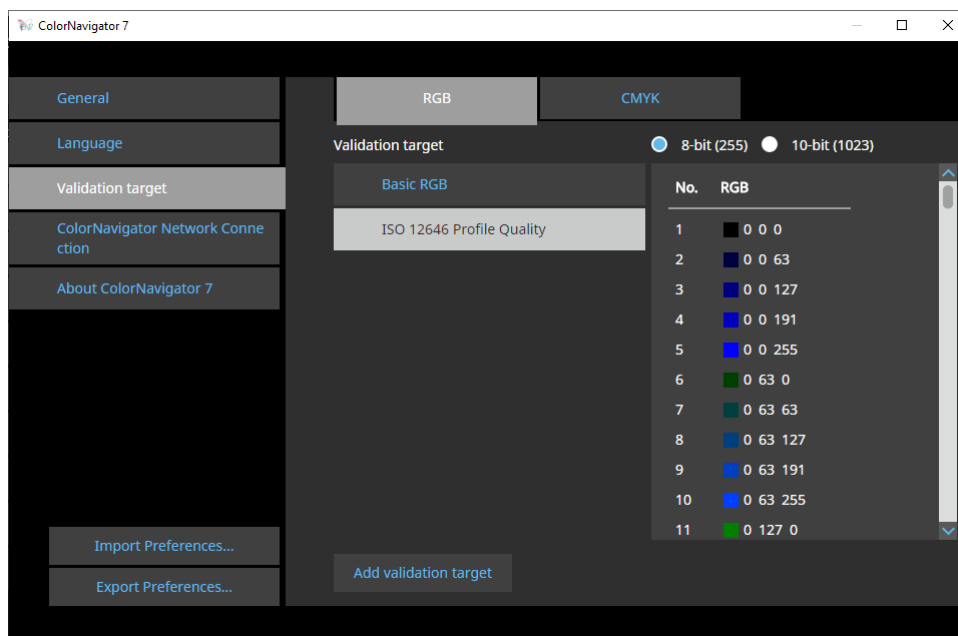 ColorNavigator 7
General
Language
Validation target
ColorNavigator Network Conne
ction
About ColorNavigator 7
Import Preferences...
Export Preferences...
RGB CMYK
Validation target 8-bit (255) 10-bit (1023)
Basic RGB
ISO 12646 Profile Quality
No. RGB
1 0 0 0
2 0 0 63
3 0 0 127
4 0 0 191
5 0 0 255
6 0 63 0
7 0 63 63
8 0 63 127
9 0 63 191
10 0 63 255
11 0 127 0
Add validation target